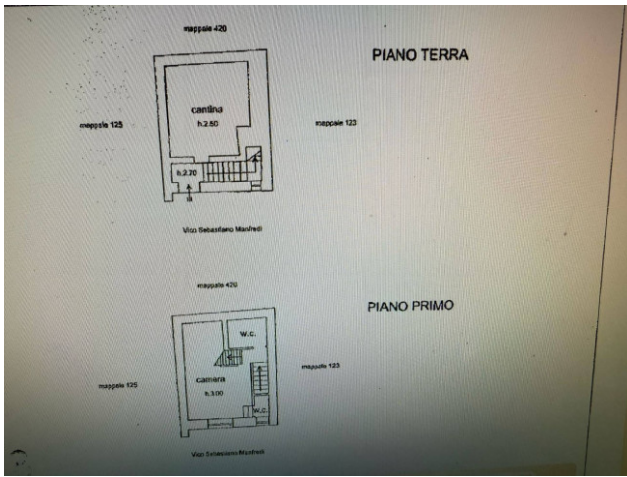 mappale 420
PIANO TERRA
cantina
h.2.50
mappale 125
mappale 123
h.2.70
Vico Sebastiano Manfredi
mappale 420
PIANO PRIMO
w.c.
camera
h.3.00
mappale 125
mappale 123
w.c.
Vico Sebastiano Manfredi